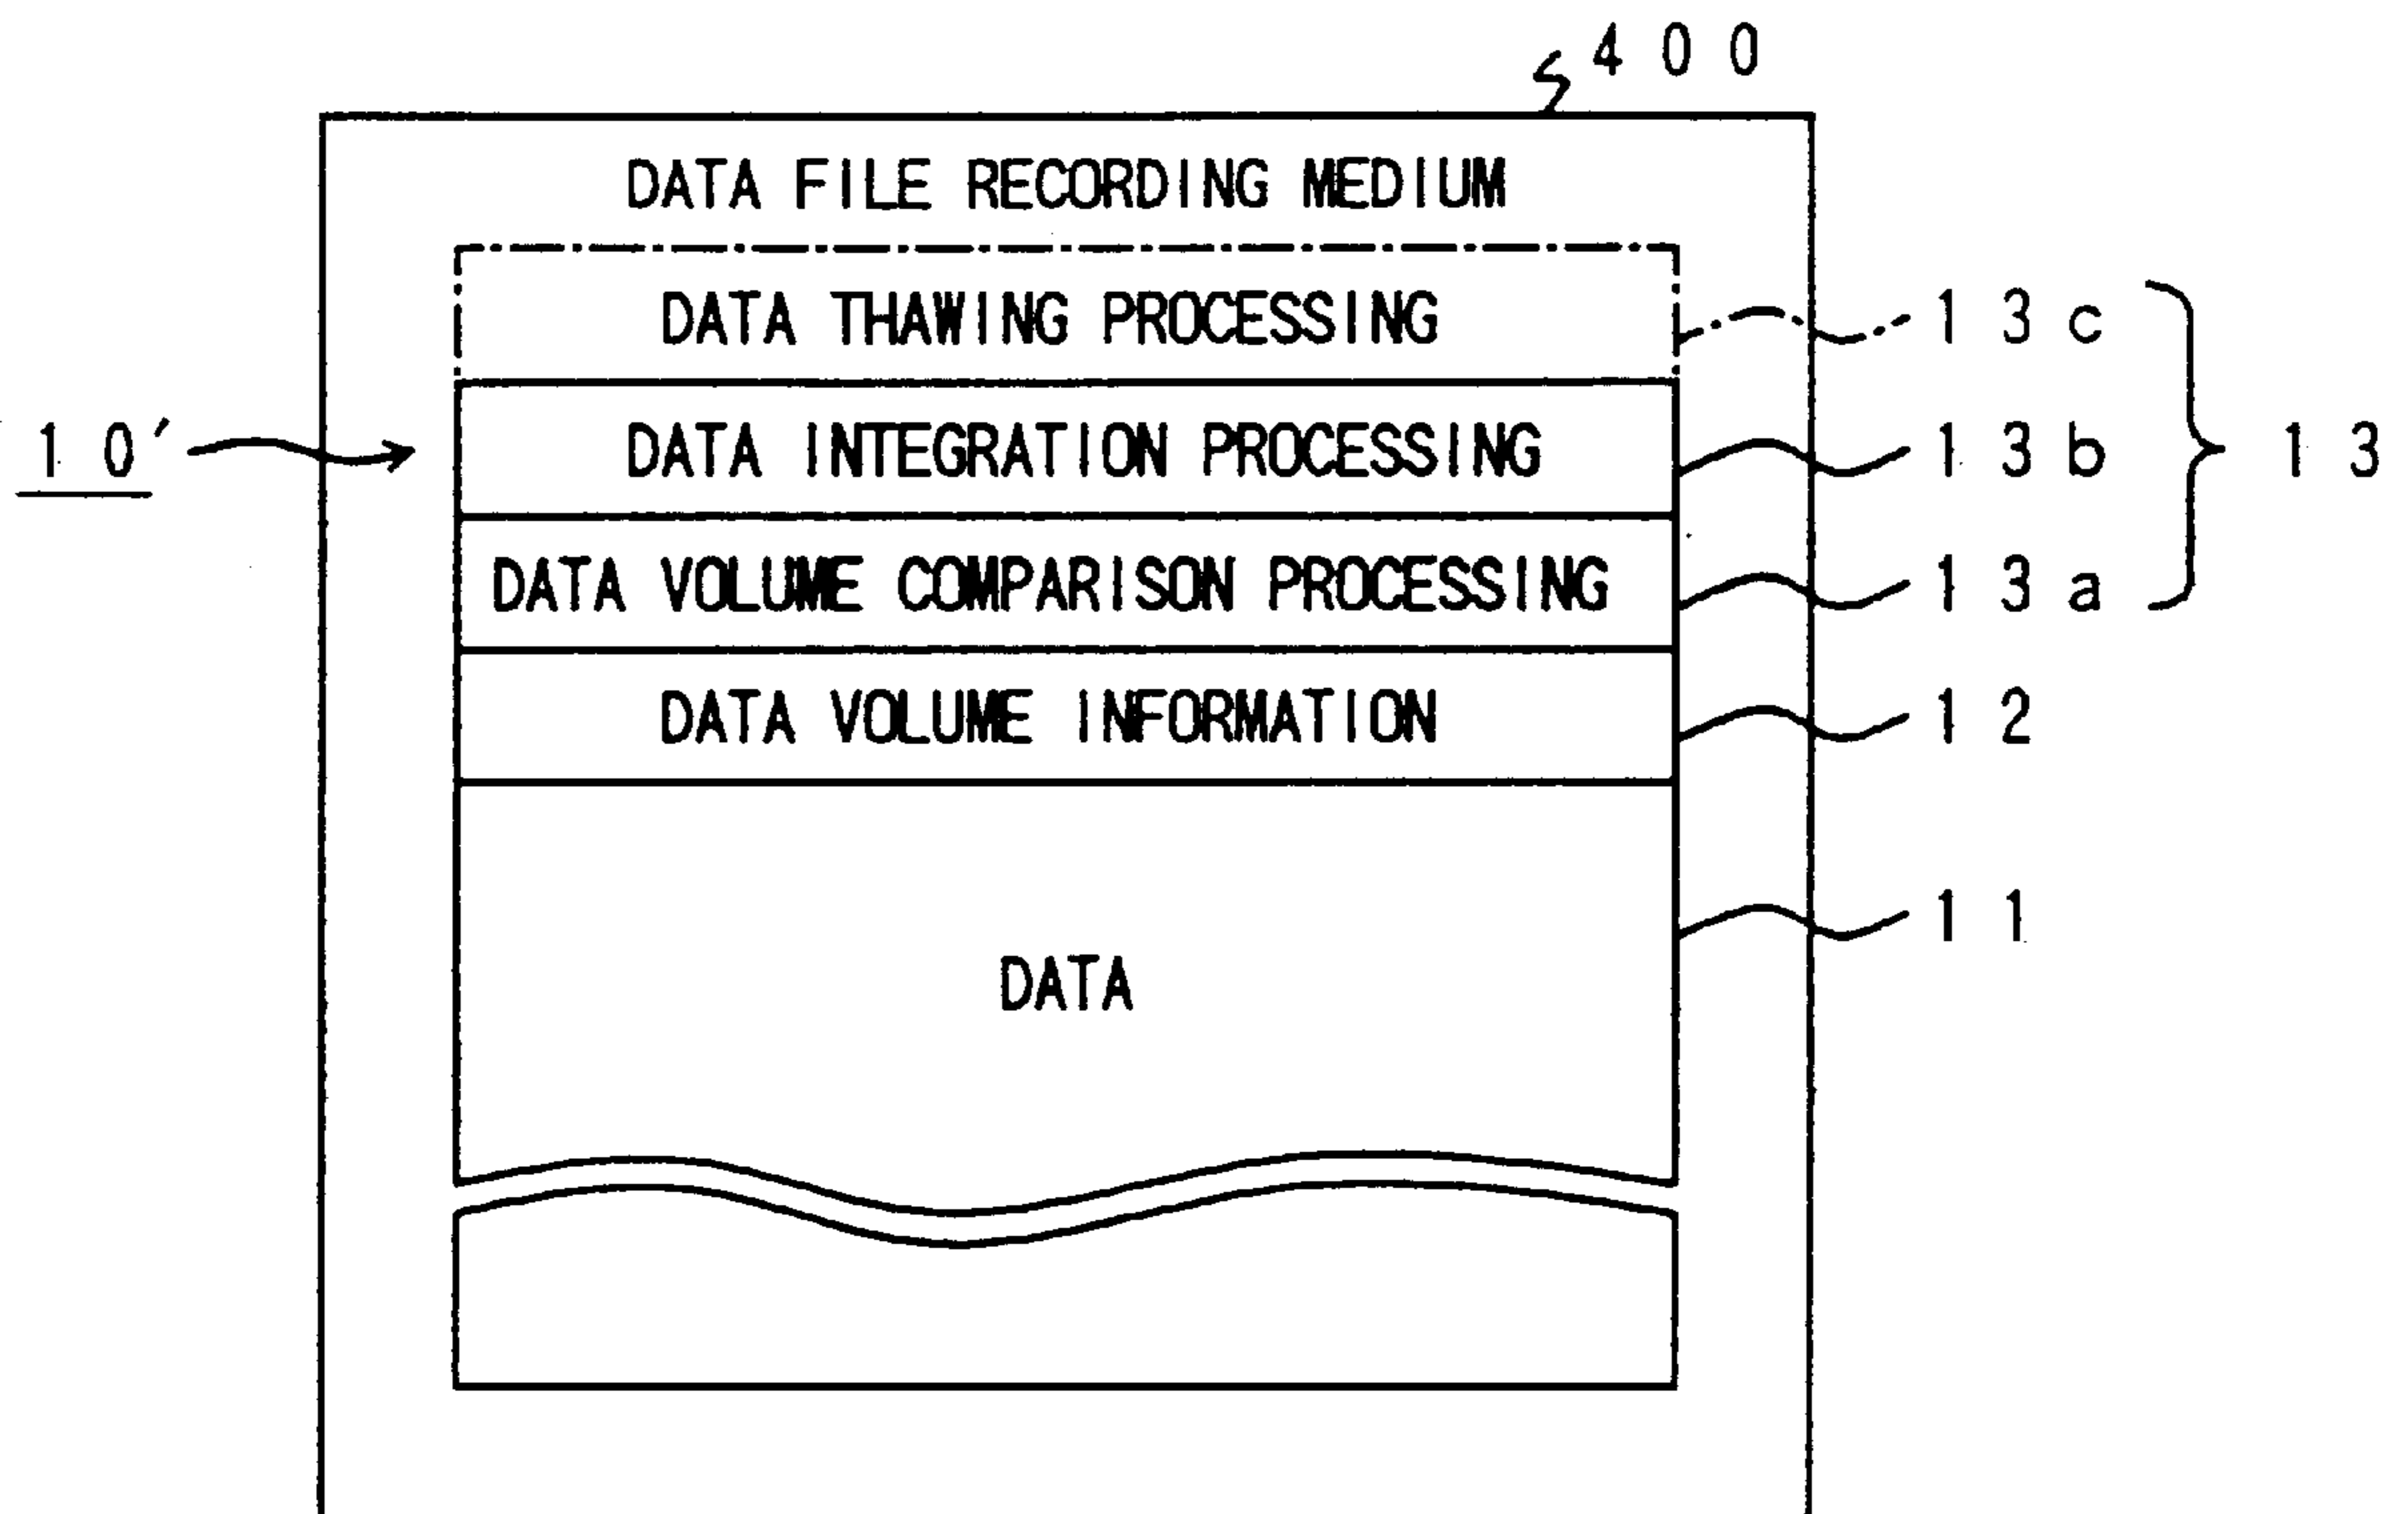 400
DATA FILE RECORDING MEDIUM
DATA THAWING PROCESSING 13c
10' DATA INTEGRATION PROCESSING 13b 13
DATA VOLUME COMPARISON PROCESSING 13a
DATA VOLUME INFORMATION 12
11
DATA